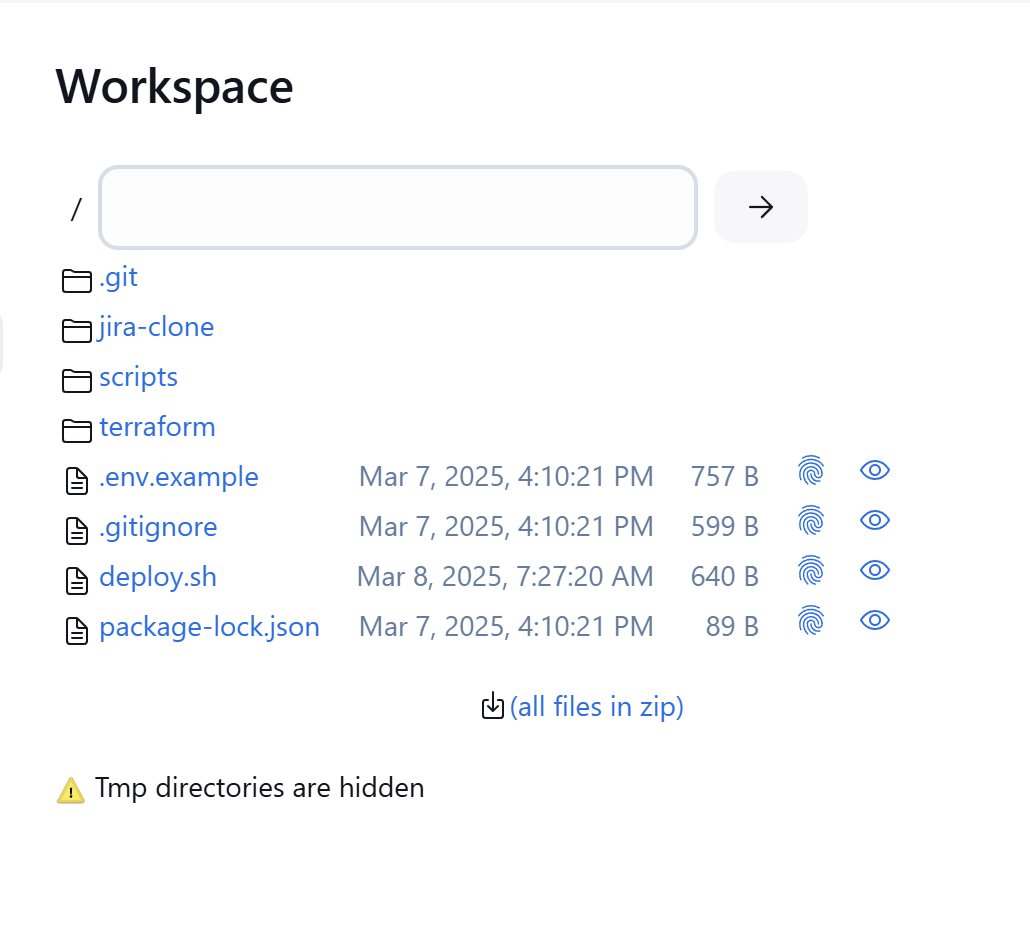 Workspace
/
.git
jira-clone
scripts
terraform
.env.example Mar 7, 2025, 4:10:21 PM 757 B
.gitignore Mar 7, 2025, 4:10:21 PM 599 B
deploy.sh Mar 8, 2025, 7:27:20 AM 640 B
package-lock.json Mar 7, 2025, 4:10:21 PM 89 B
(all files in zip)
Tmp directories are hidden